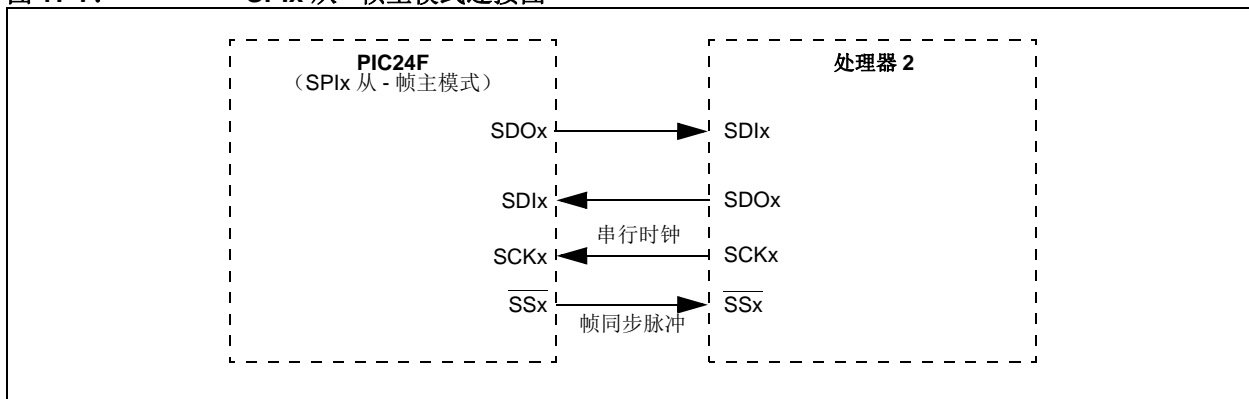 PIC24F
（SPIx 从 - 帧主模式）
处理器 2
SDOx
SDIx
SDIx
SDOx
串行时钟
SCKx
SCKx
SSx
SSx
帧同步脉冲